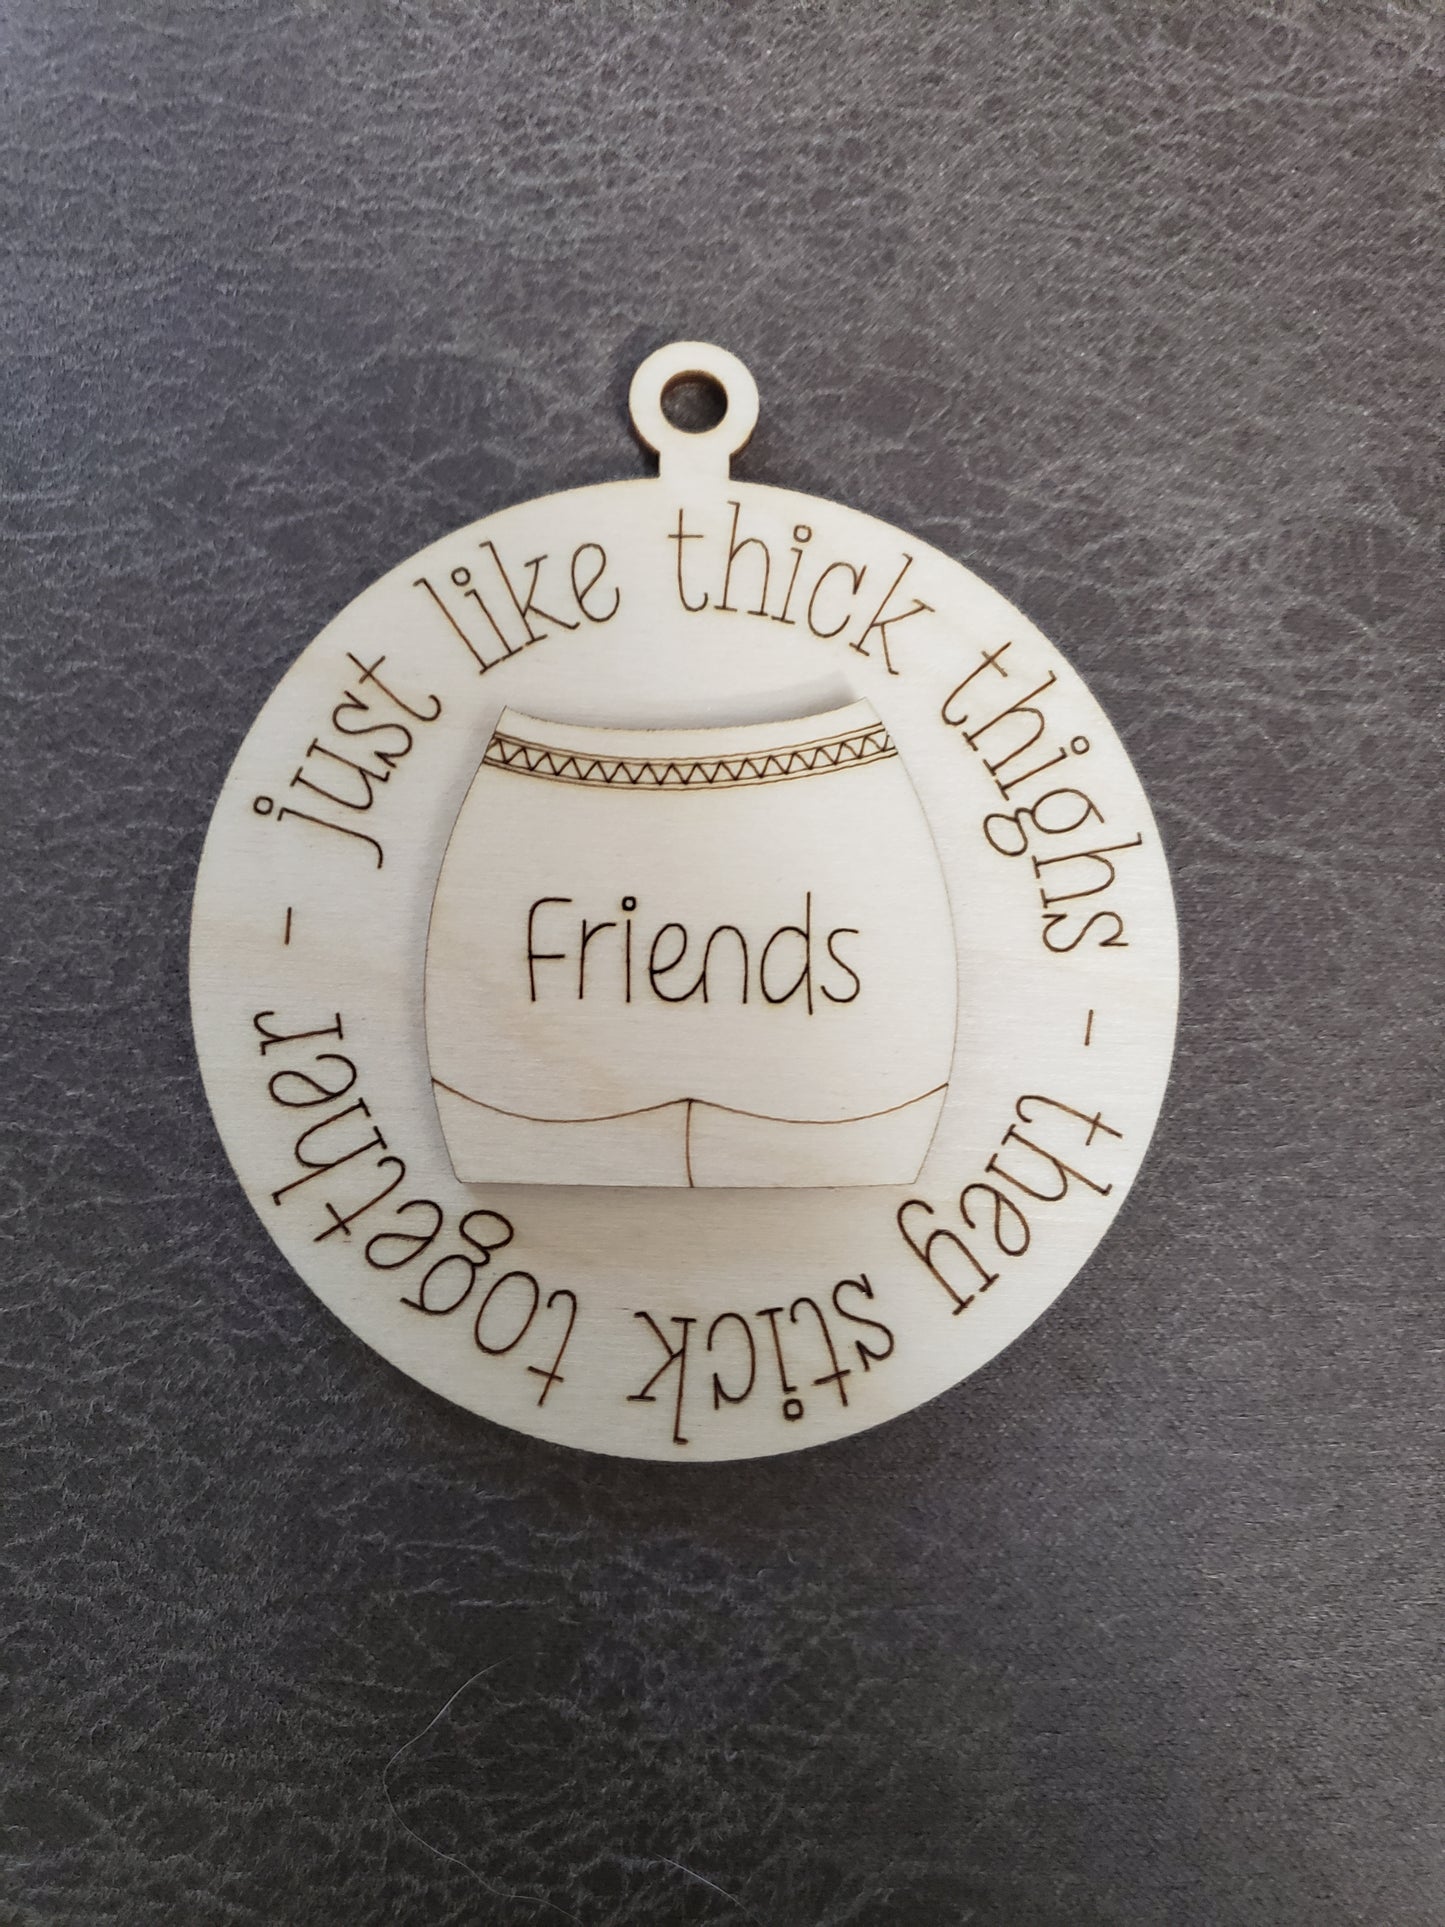 Friends
just like thick thighs - they stick together -